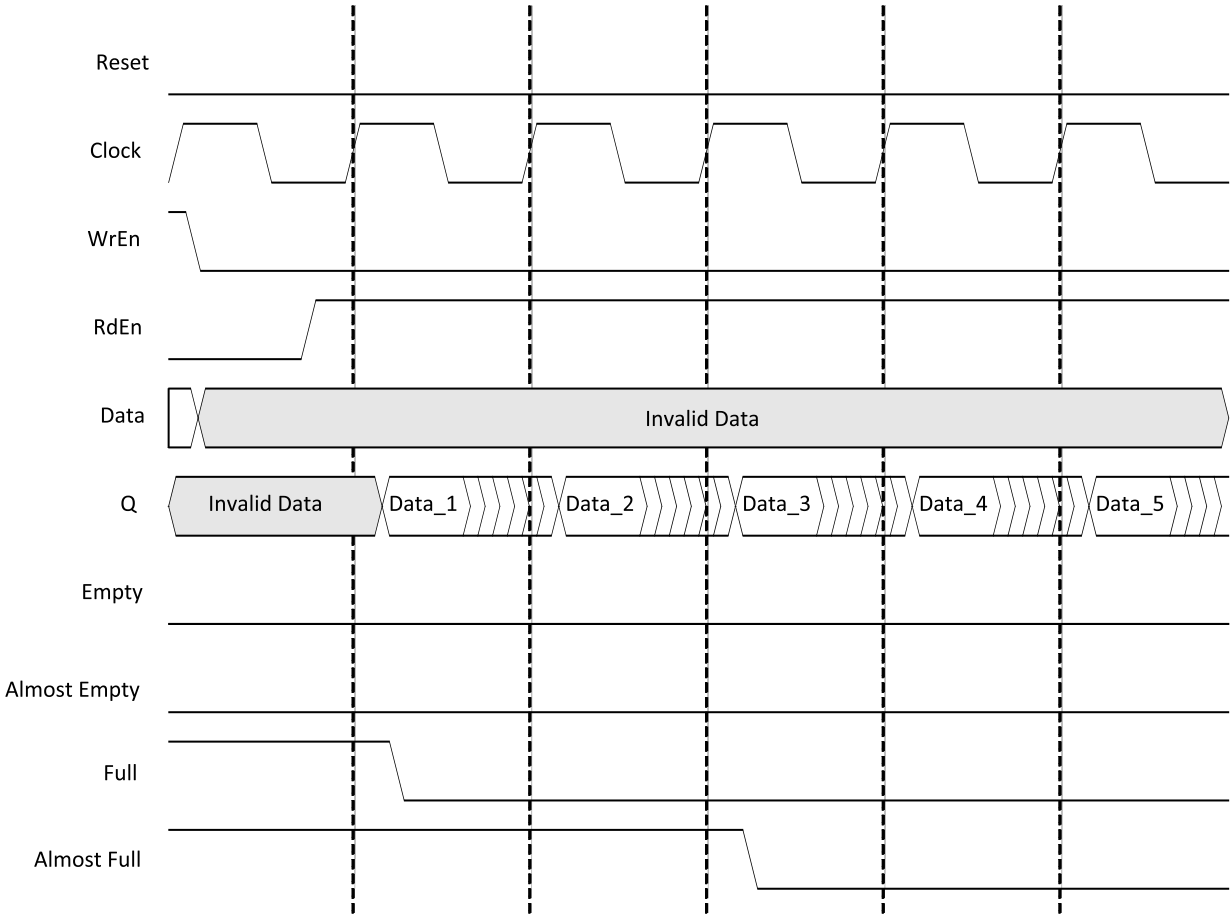 Reset
Clock
WrEn
RdEn
Data
Invalid Data
Q
Invalid Data
Data_1
Data_2
Data_3
Data_4
Data_5
Empty
Almost Empty
Full
Almost Full